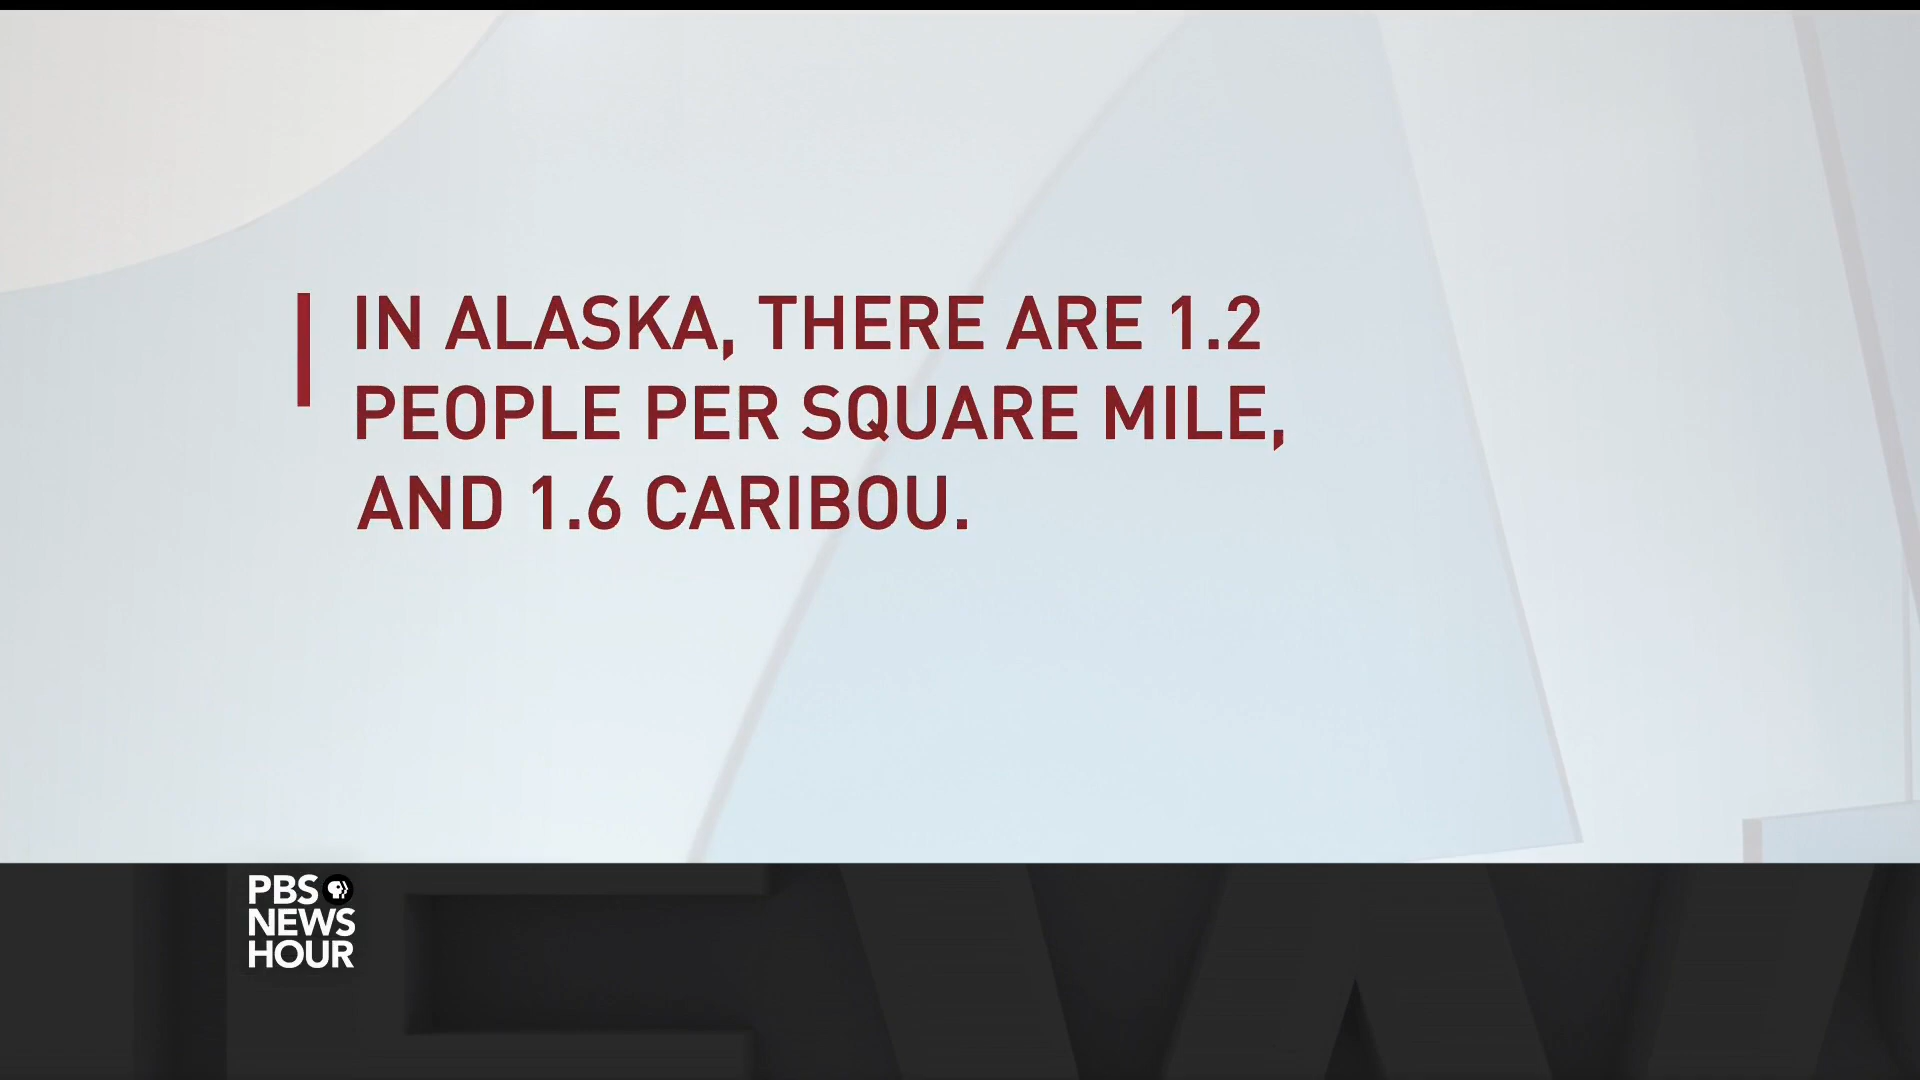 IN ALASKA, THERE ARE 1.2
PEOPLE PER SQUARE MILE,
AND 1.6 CARIBOU.
PBS
NEWS
HOUR